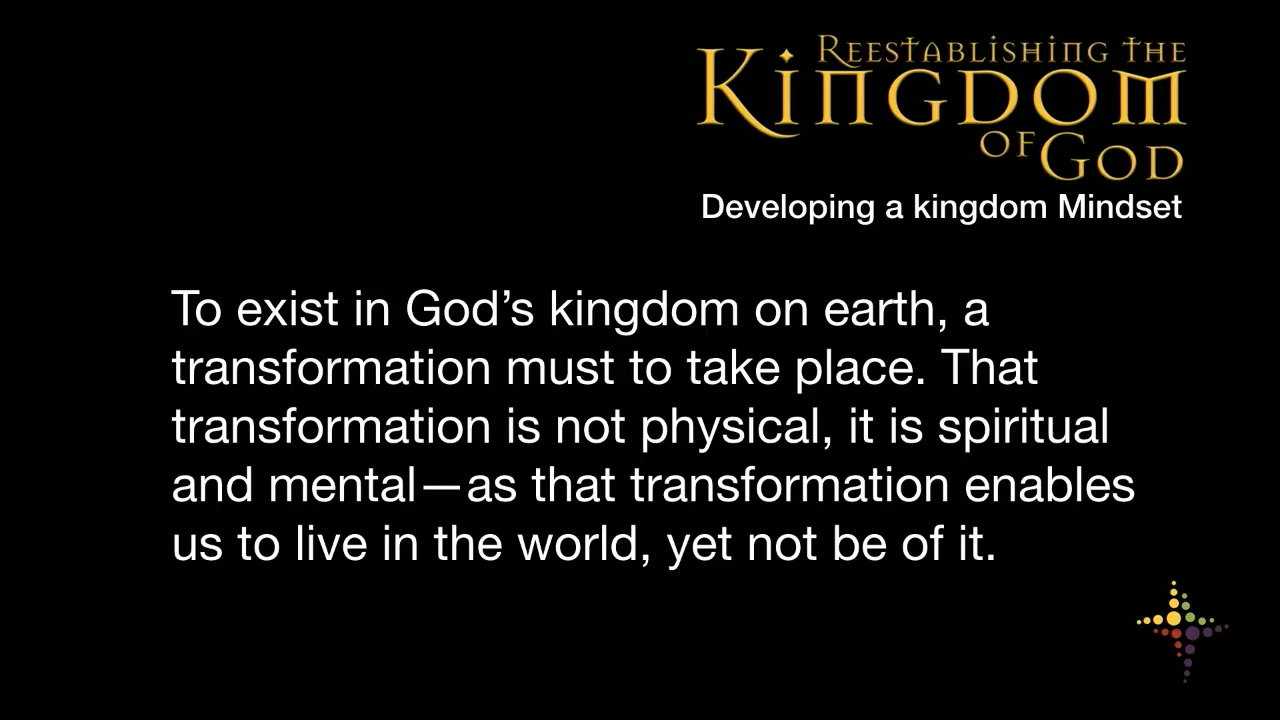 Reestablishing the
Kingdom
of God
Developing a kingdom Mindset
To exist in God’s kingdom on earth, a
transformation must to take place. That
transformation is not physical, it is spiritual
and mental—as that transformation enables
us to live in the world, yet not be of it.